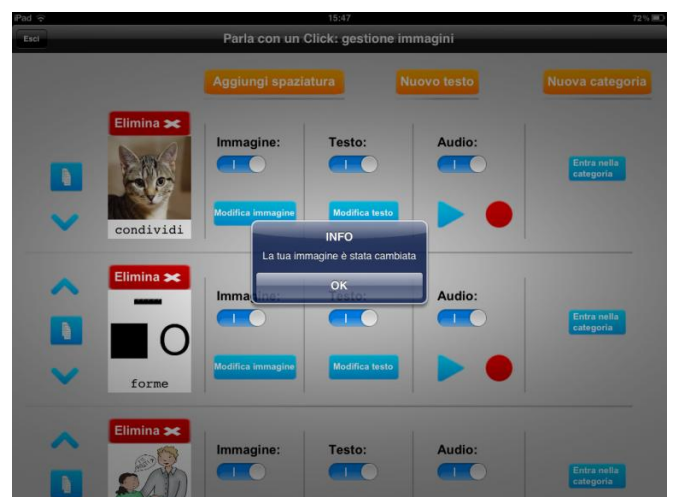 iPad 15:47 72%
Esci Parla con un Click: gestione immagini
Aggiungi spaziatura Nuovo testo Nuova categoria
Elimina
Immagine: Testo: Audio:
Entra nella
categoria
Modifica immagine Modifica testo
condividi
INFO
La tua immagine è stata cambiata
OK
Elimina
Immagine: Testo: Audio:
Entra nella
categoria
Modifica immagine Modifica testo
forme
Elimina
Immagine: Testo: Audio:
Entra nella
categoria